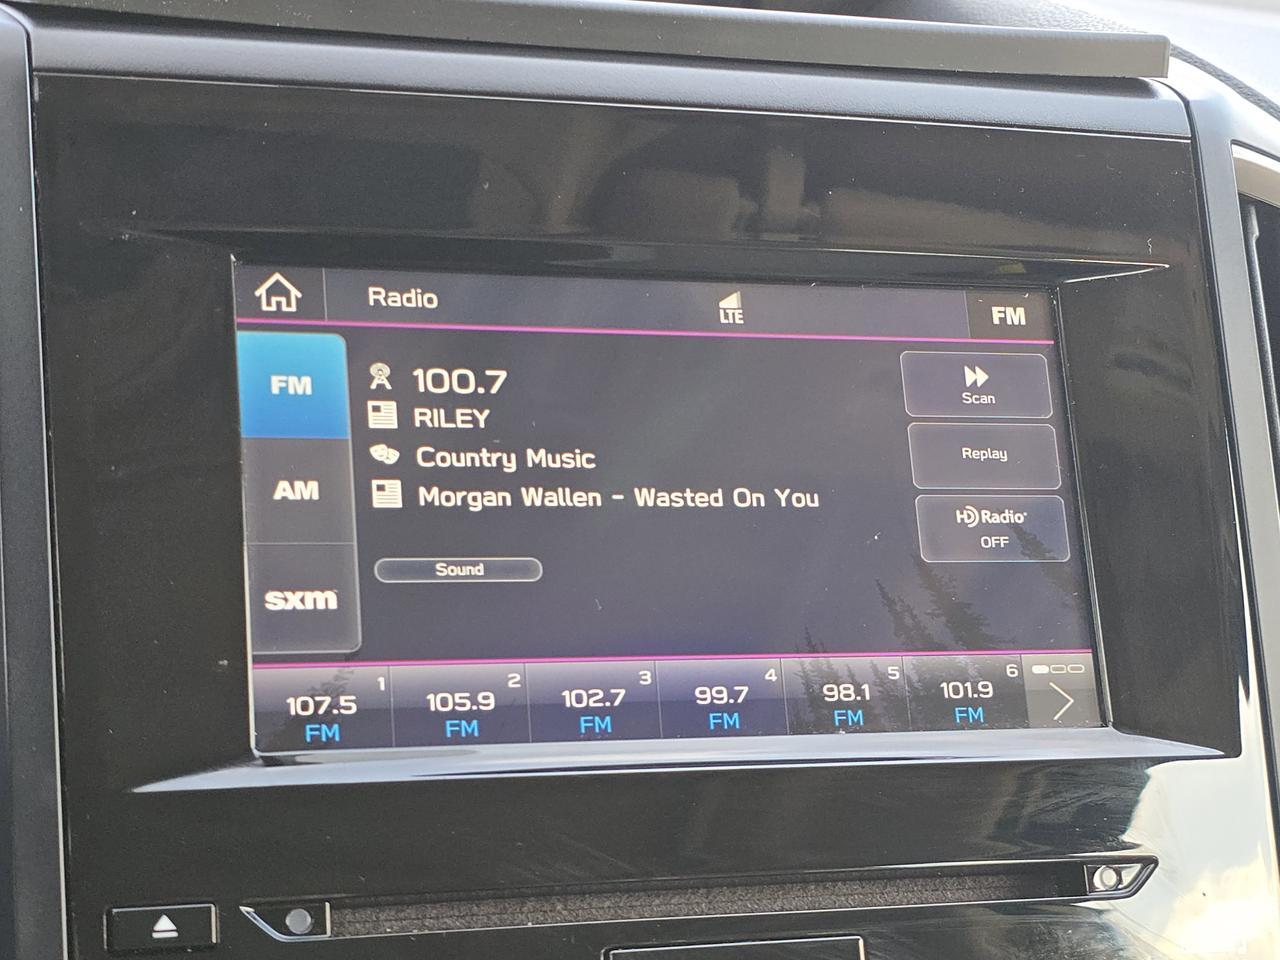 Radio
LTE
FM
FM
AM
sxm
100.7
RILEY
Country Music
Morgan Wallen - Wasted On You
Sound
Scan
Replay
HD Radio
OFF
1
107.5
FM
2
105.9
FM
3
102.7
FM
4
99.7
FM
5
98.1
FM
6
101.9
FM